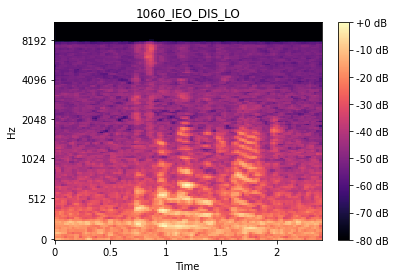 1060_IEO_DIS_LO
+0 dB
8192
-10 dB
4096
-20 dB
-30 dB
Hz
2048
-40 dB
1024
-50 dB
512
-60 dB
-70 dB
0
-80 dB
0 0.5 1 1.5 2
Time